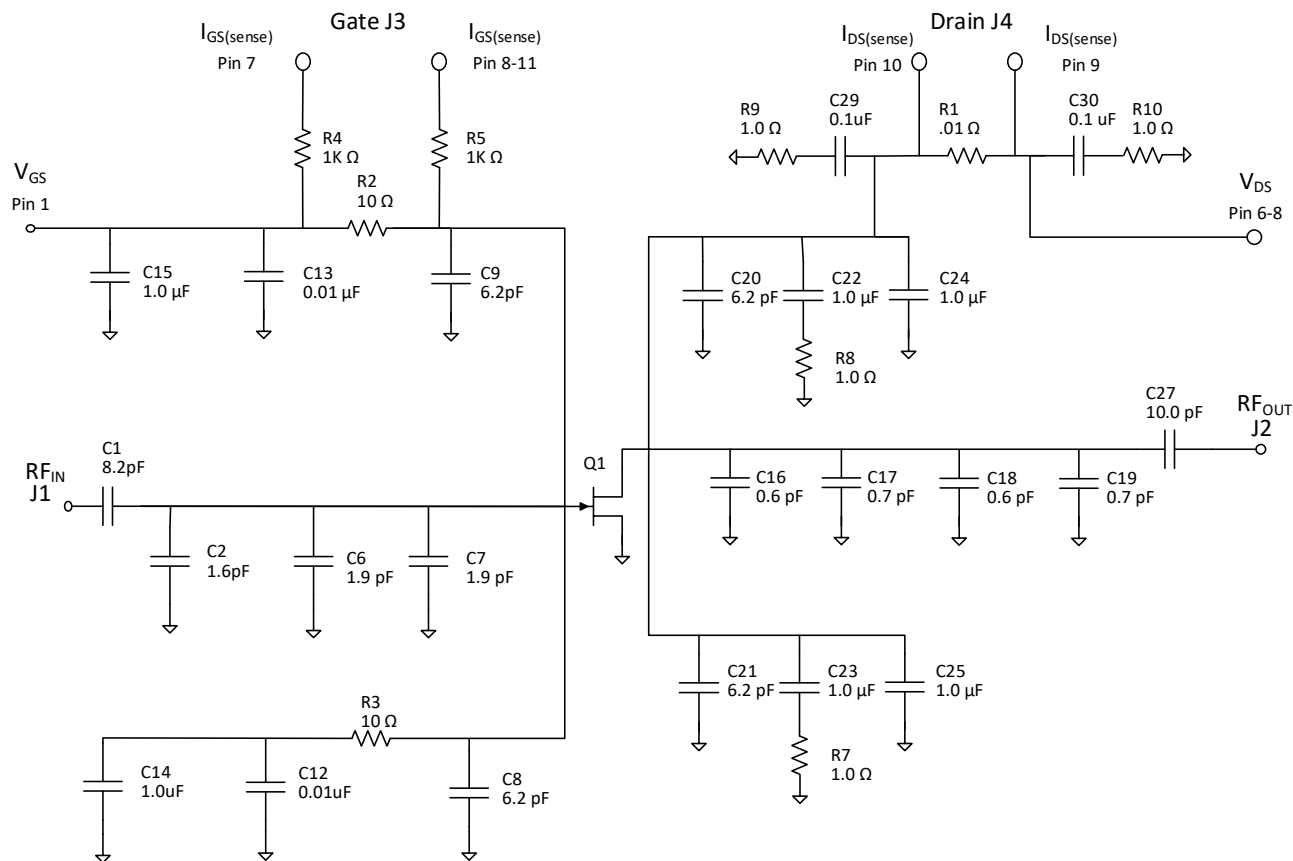 Gate J3
I_GS(sense)
Pin 7
I_GS(sense)
Pin 8-11
R4
1K Ω
R5
1K Ω
R2
10 Ω
V_GS
Pin 1
C15
1.0 µF
C13
0.01 µF
C9
6.2pF
Drain J4
I_DS(sense)
Pin 10
I_DS(sense)
Pin 9
R9
1.0 Ω
C29
0.1uF
R1
.01 Ω
C30
0.1 uF
R10
1.0 Ω
V_DS
Pin 6-8
C20
6.2 pF
C22
1.0 µF
C24
1.0 µF
R8
1.0 Ω
RF_IN
J1
C1
8.2pF
C2
1.6pF
C6
1.9 pF
C7
1.9 pF
Q1
C16
0.6 pF
C17
0.7 pF
C18
0.6 pF
C19
0.7 pF
C27
10.0 pF
RF_OUT
J2
C14
1.0uF
C12
0.01uF
R3
10 Ω
C8
6.2 pF
C21
6.2 pF
C23
1.0 µF
C25
1.0 µF
R7
1.0 Ω